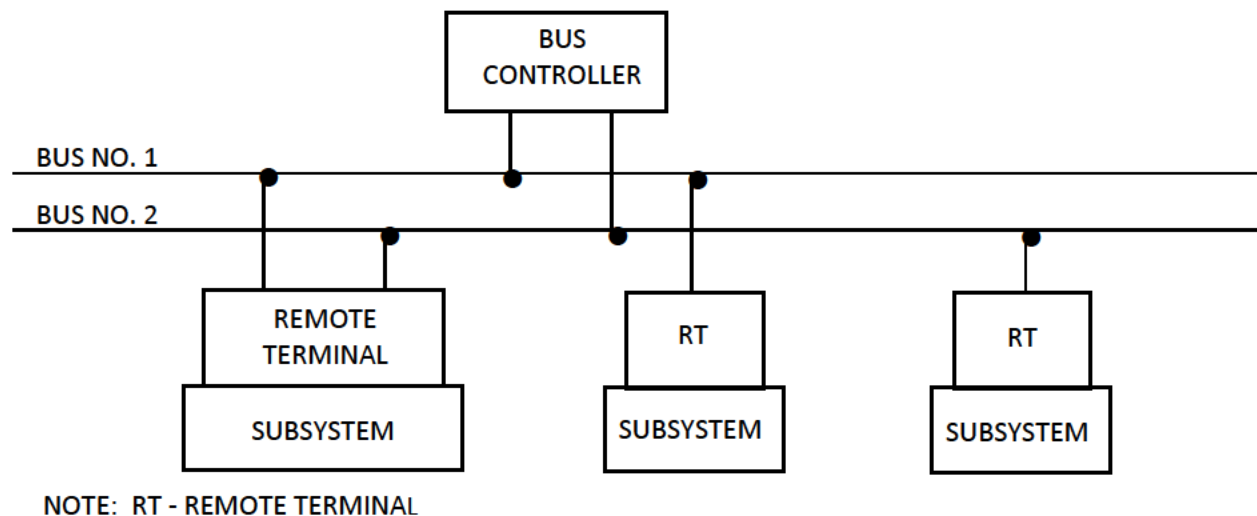 BUS
CONTROLLER
BUS NO. 1
BUS NO. 2
REMOTE
TERMINAL
RT
RT
SUBSYSTEM
SUBSYSTEM
SUBSYSTEM
NOTE: RT - REMOTE TERMINAL